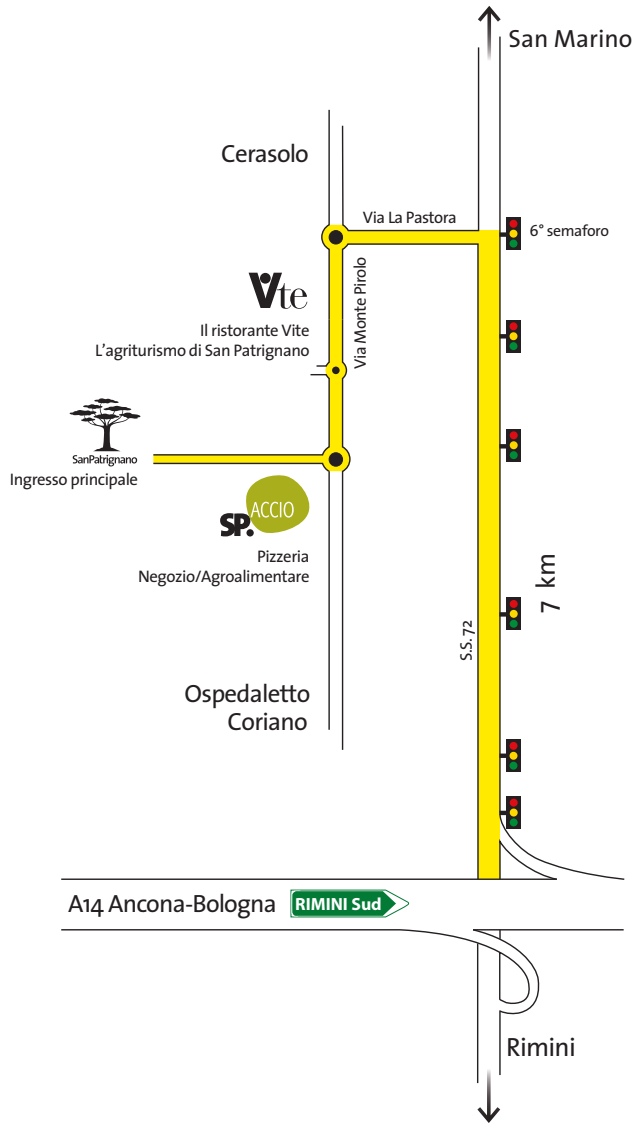 San Marino
Cerasolo
Via La Pastora
6° semaforo
Vte
Via Monte Pirolo
Il ristorante Vite
L'agriturismo di San Patrignano
SanPatrignano
Ingresso principale
SP.ACCIO
Pizzeria
Negozio/Agroalimentare
7 km
S.S. 72
Ospedaletto
Coriano
A14 Ancona-Bologna
RIMINI Sud
Rimini